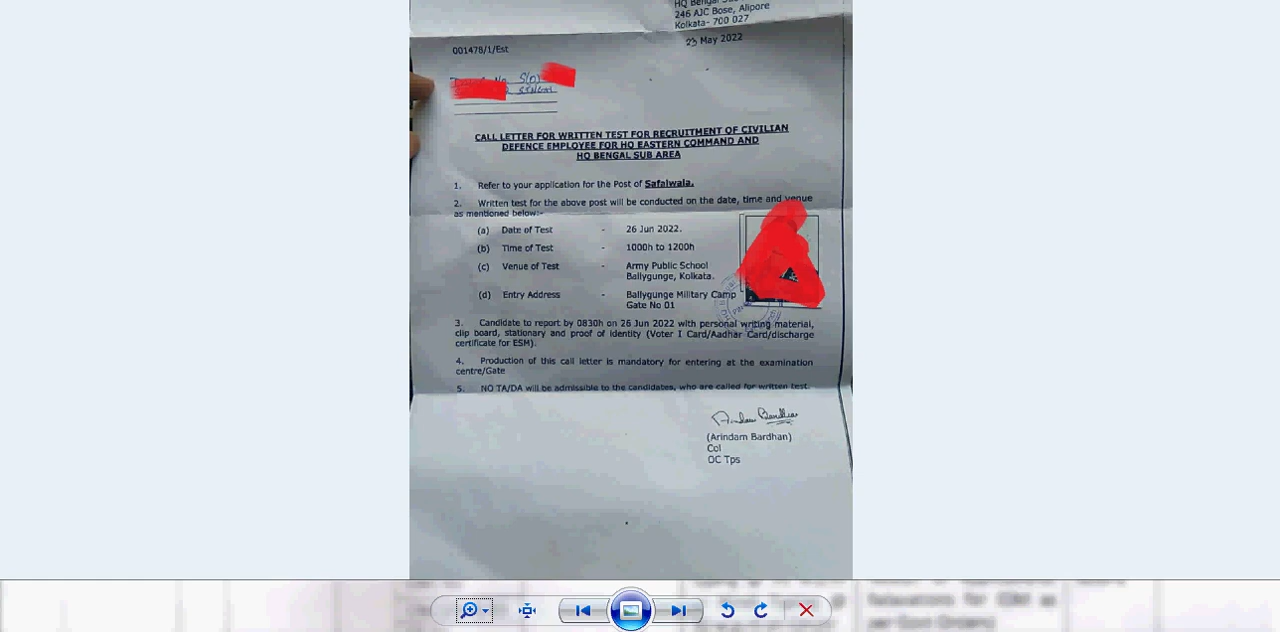 HQ Bengal Sub
246 AJC Bose, Alipore
Kolkata- 700 027
23 May 2022
001478/1/Est
CALL LETTER FOR WRITTEN TEST FOR RECRUITMENT OF CIVILIAN
DEFENCE EMPLOYEE FOR HQ EASTERN COMMAND AND
HQ BENGAL SUB AREA
1. Refer to your application for the Post of Safaiwala.
2. Written test for the above post will be conducted on the date, time and venue
as mentioned below:-
(a) Date of Test - 26 Jun 2022.
(b) Time of Test - 1000h to 1200h
(c) Venue of Test - Army Public School
Ballygunge, Kolkata.
(d) Entry Address - Ballygunge Military Camp
Gate No 01
3. Candidate to report by 0830h on 26 Jun 2022 with personal writing material,
clip board, stationary and proof of identity (Voter I Card/Aadhar Card/discharge
certificate for ESM).
4. Production of this call letter is mandatory for entering at the examination
centre/Gate
5. NO TA/DA will be admissible to the candidates, who are called for written test.
Arindam Bardhan
(Arindam Bardhan)
Col
OC Tps